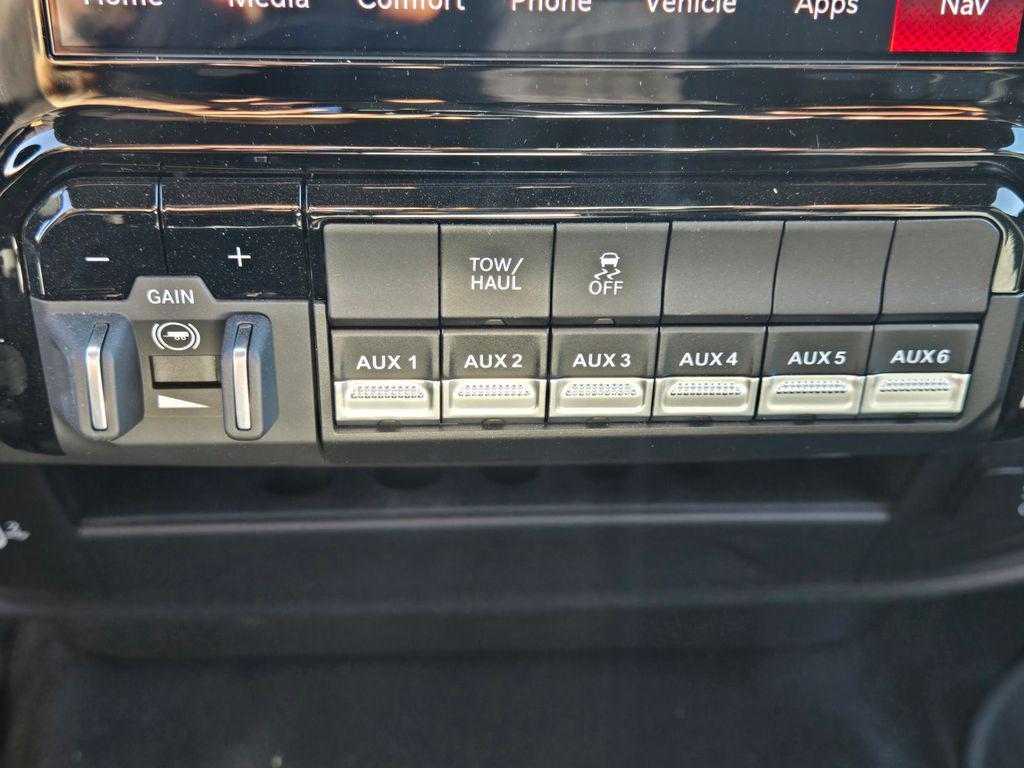 Home Media Comfort Phone Vehicle Apps Nav
- +
GAIN
TOW/
HAUL
OFF
AUX 1 AUX 2 AUX 3 AUX 4 AUX 5 AUX 6